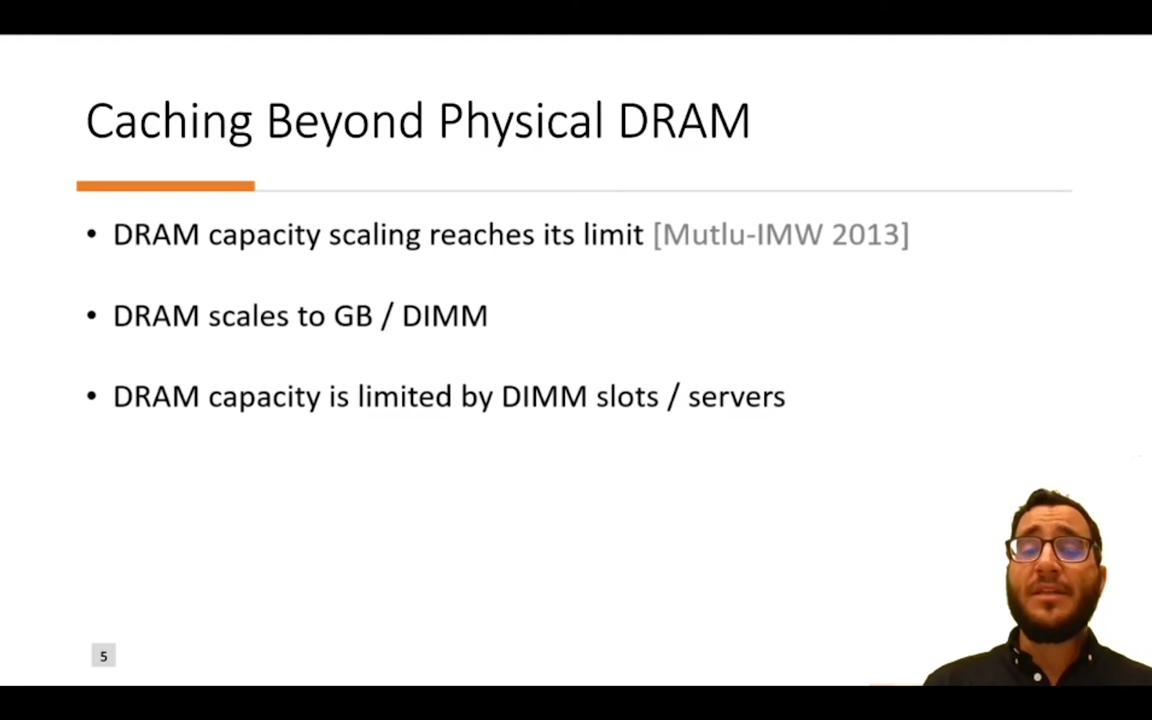 Caching Beyond Physical DRAM
• DRAM capacity scaling reaches its limit [Mutlu-IMW 2013]
• DRAM scales to GB / DIMM
• DRAM capacity is limited by DIMM slots / servers
5